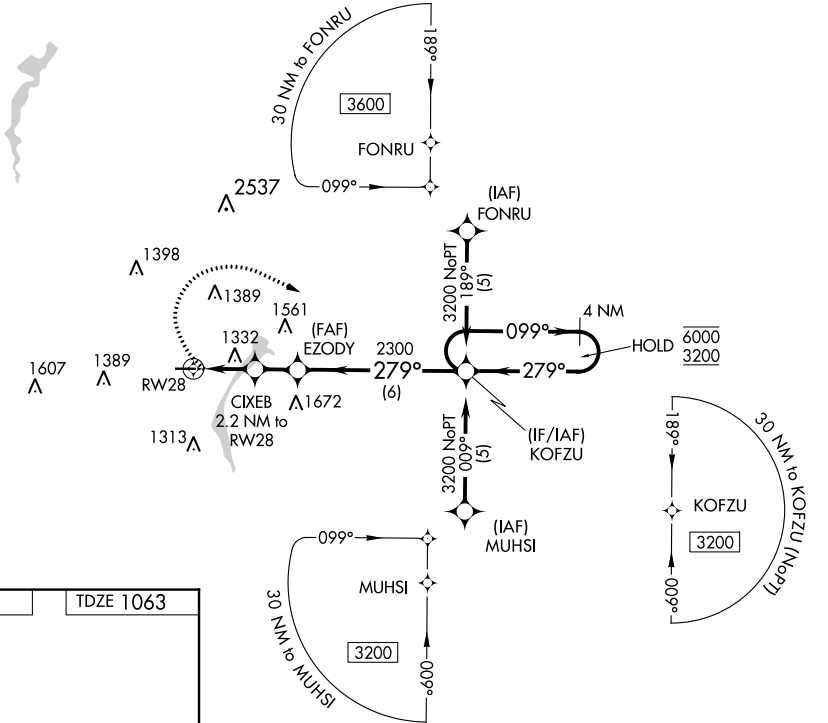 30 NM to FONRU
189°
3600
FONRU
099°
2537
(IAF)
FONRU
1398
1389
1561
(FAF)
EZODY
3200 NoPT
189°
(5)
4 NM
099°
HOLD
6000
3200
1332
2300
279°
279°
(6)
1607
1389
RW28
CIXEB
2.2 NM to
RW28
1672
1313
(IF/IAF)
KOFZU
3200 NoPT
009°
(5)
(IAF)
MUHSI
189°
30 NM to KOFZU (NoPT)
KOFZU
3200
009°
099°
MUHSI
30 NM to MUHSI
3200
009°
TDZE 1063